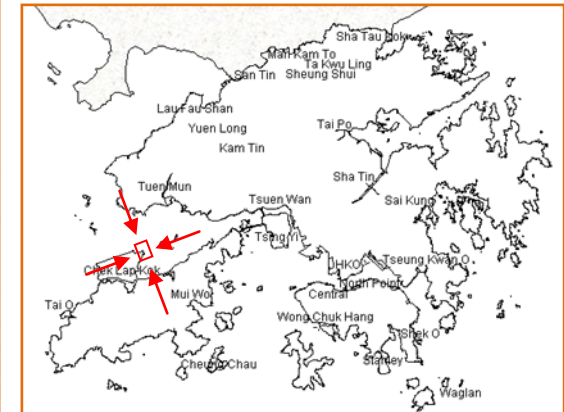 Sha Tau Kok
Man Kam To
Ta Kwu Ling
San Tin
Sheung Shui
Lau Fau Shan
Yuen Long
Tai Po
Kam Tin
Sha Tin
Tuen Mun
Tsuen Wan
Sai Kung
Tsing Yi
HKO
Tseung Kwan O
Chek Lap Kok
North Point
Mui Wo
Central
Tai O
Wong Chuk Hang
Shek O
Cheung Chau
Stanley
Waglan